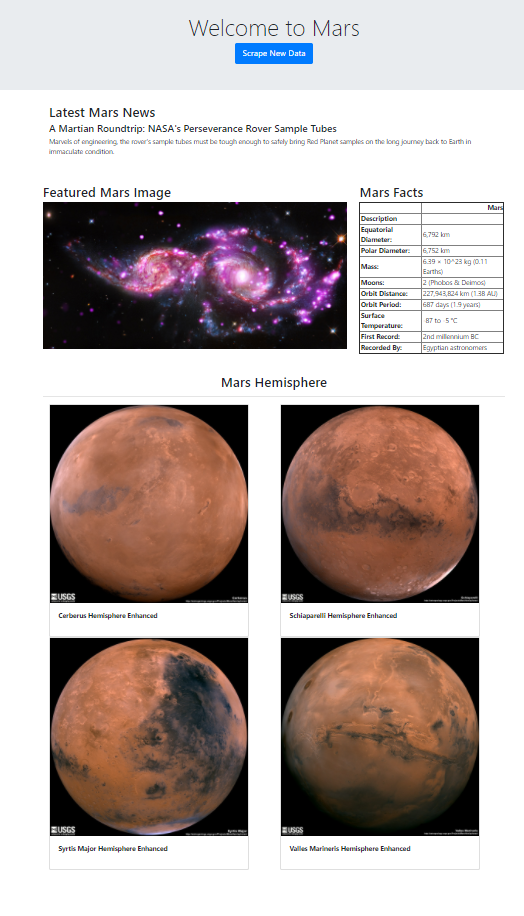 Welcome to Mars
Scrape New Data
Latest Mars News
A Martian Roundtrip: NASA's Perseverance Rover Sample Tubes
Marvels of engineering, the rover's sample tubes must be tough enough to safely bring Red Planet samples on the long journey back to Earth in
immaculate condition.
Featured Mars Image
Mars Facts
Mars
Description
Equatorial
Diameter:
6,792 km
Polar Diameter:
6,752 km
Mass:
6.39 × 10^23 kg (0.11
Earths)
Moons:
2 (Phobos & Deimos)
Orbit Distance:
227,943,824 km (1.38 AU)
Orbit Period:
687 days (1.9 years)
Surface
Temperature:
-87 to -5 °C
First Record:
2nd millennium BC
Recorded By:
Egyptian astronomers
Mars Hemisphere
USGS
Cerberus Hemisphere Enhanced
USGS
Schiaparelli Hemisphere Enhanced
USGS
Syrtis Major
Syrtis Major Hemisphere Enhanced
USGS
Valles Marineris Hemisphere Enhanced